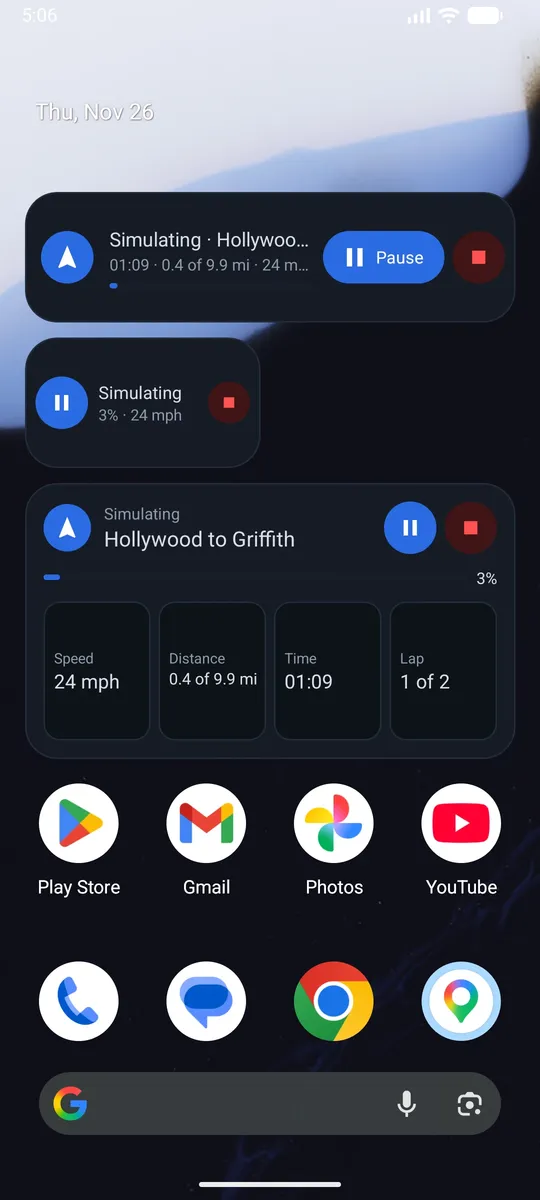 5:06
Thu, Nov 26
Simulating · Hollywoo...
01:09 · 0.4 of 9.9 mi · 24 m...
Pause
Simulating
3% · 24 mph
Simulating
Hollywood to Griffith
3%
Speed
24 mph
Distance
0.4 of 9.9 mi
Time
01:09
Lap
1 of 2
Play Store
Gmail
Photos
YouTube